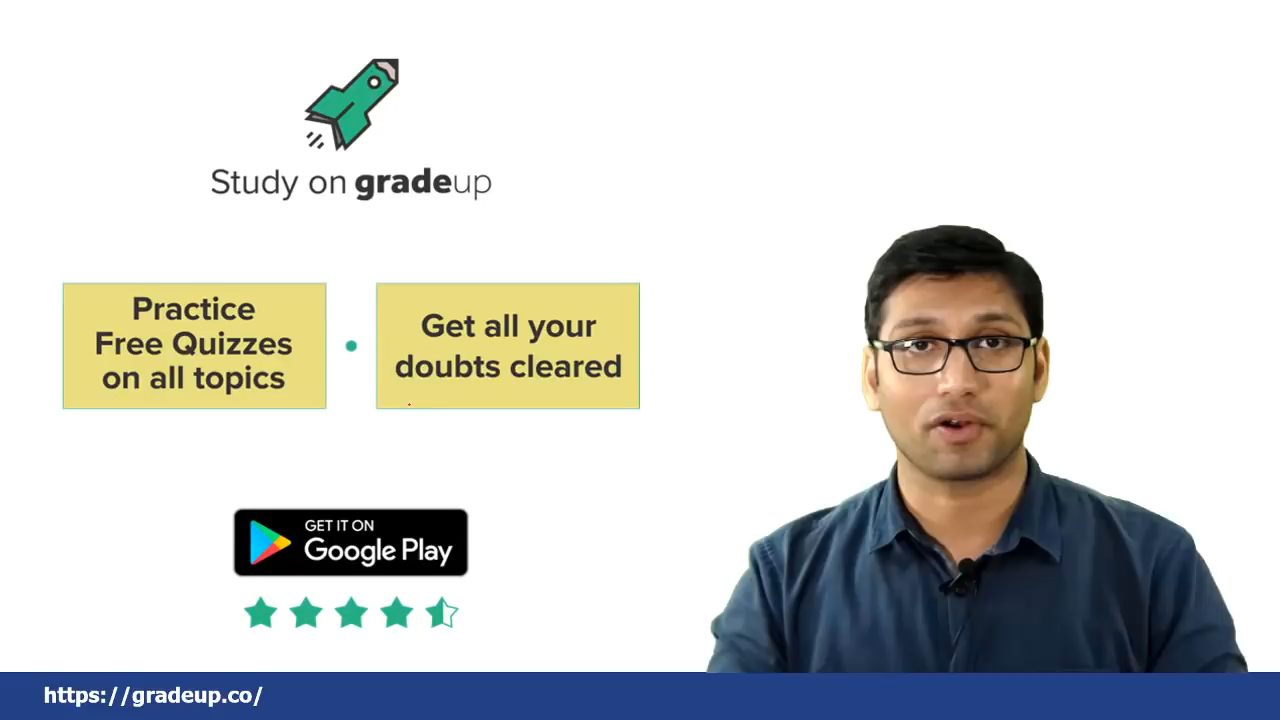 Study on gradeup
Practice
Free Quizzes
on all topics
Get all your
doubts cleared
GET IT ON
Google Play
https://gradeup.co/